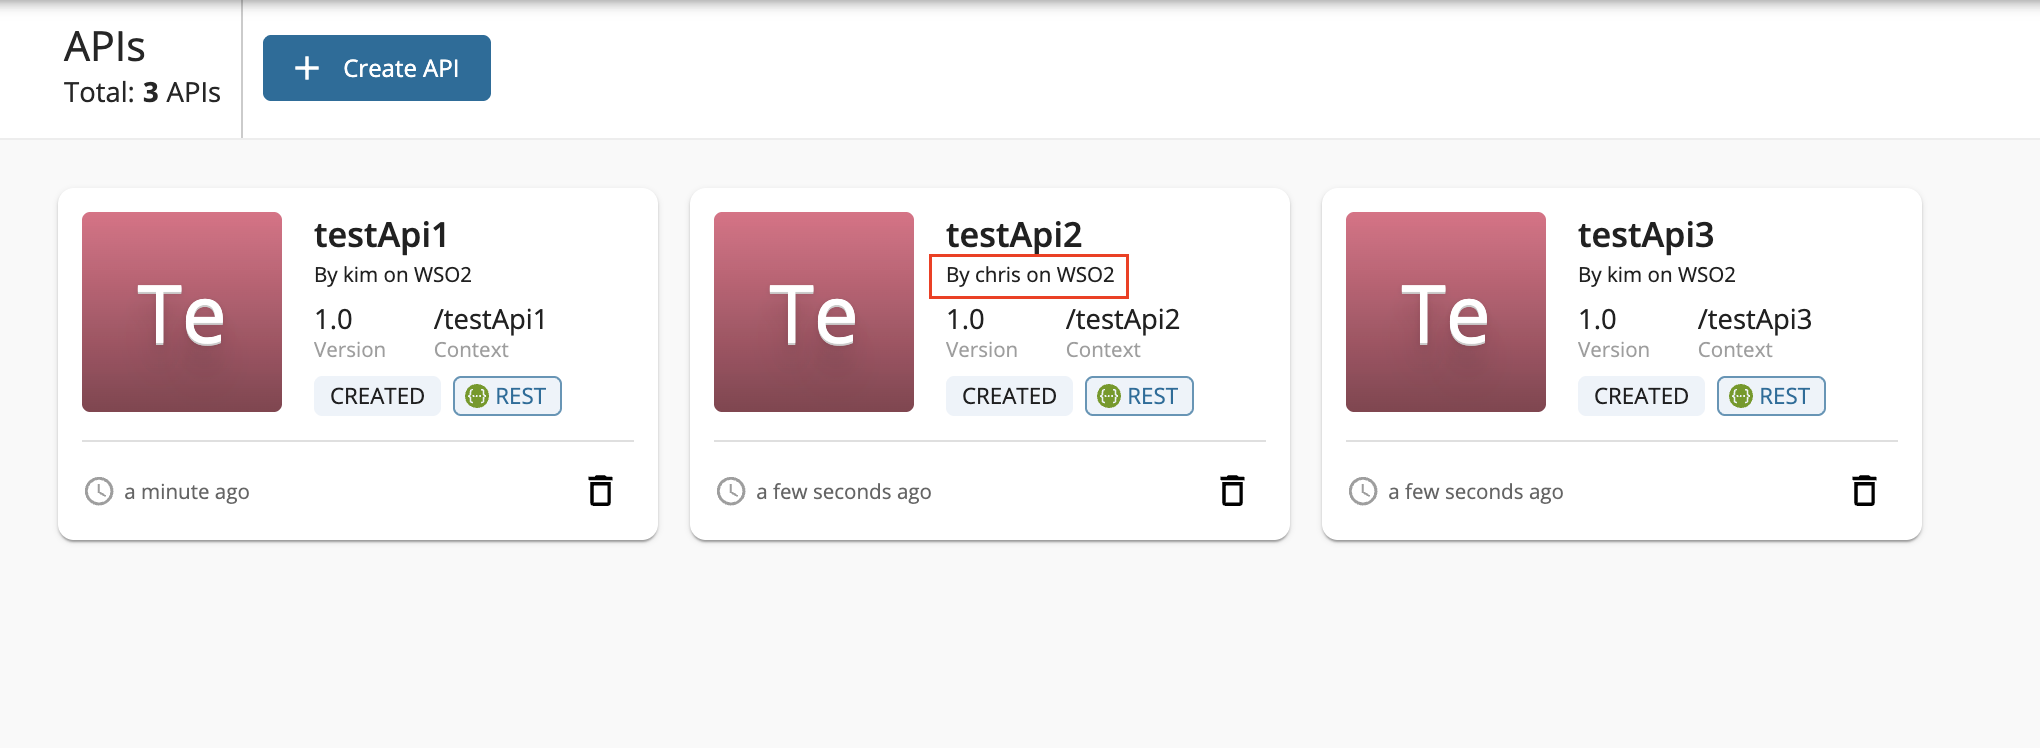 APIs
Total: 3 APIs
Create API
Te
testApi1
By kim on WSO2
1.0 /testApi1
Version Context
CREATED REST
a minute ago
Te
testApi2
By chris on WSO2
1.0 /testApi2
Version Context
CREATED REST
a few seconds ago
Te
testApi3
By kim on WSO2
1.0 /testApi3
Version Context
CREATED REST
a few seconds ago